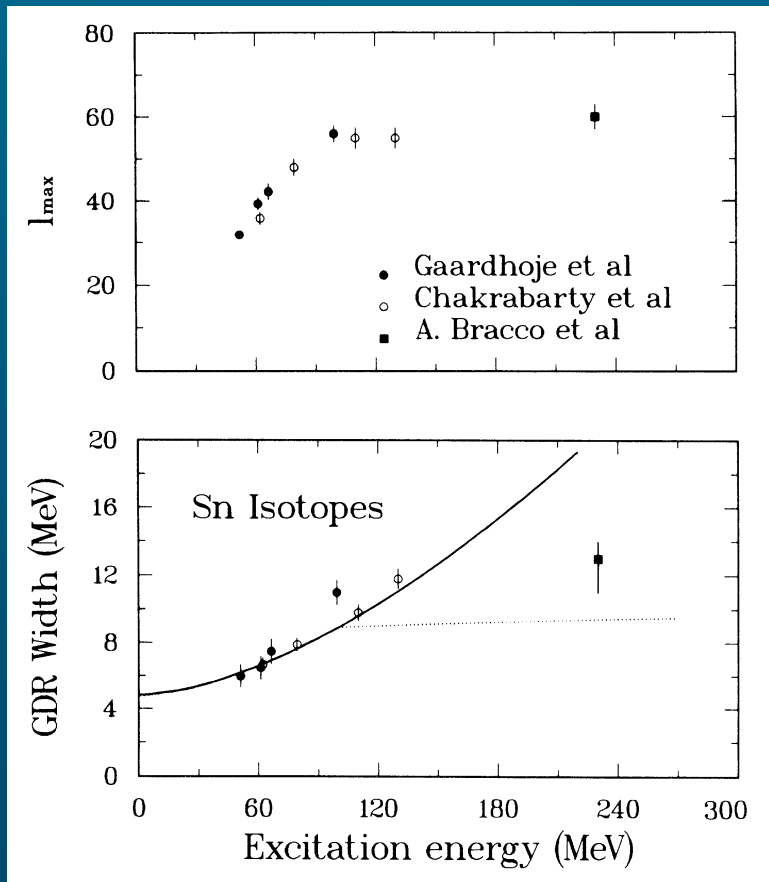 80
60
lmax
40
20
0
Gaardhoje et al
Chakrabarty et al
A. Bracco et al
20
16
12
8
4
0
GDR Width (MeV)
Sn Isotopes
0 60 120 180 240 300
Excitation energy (MeV)